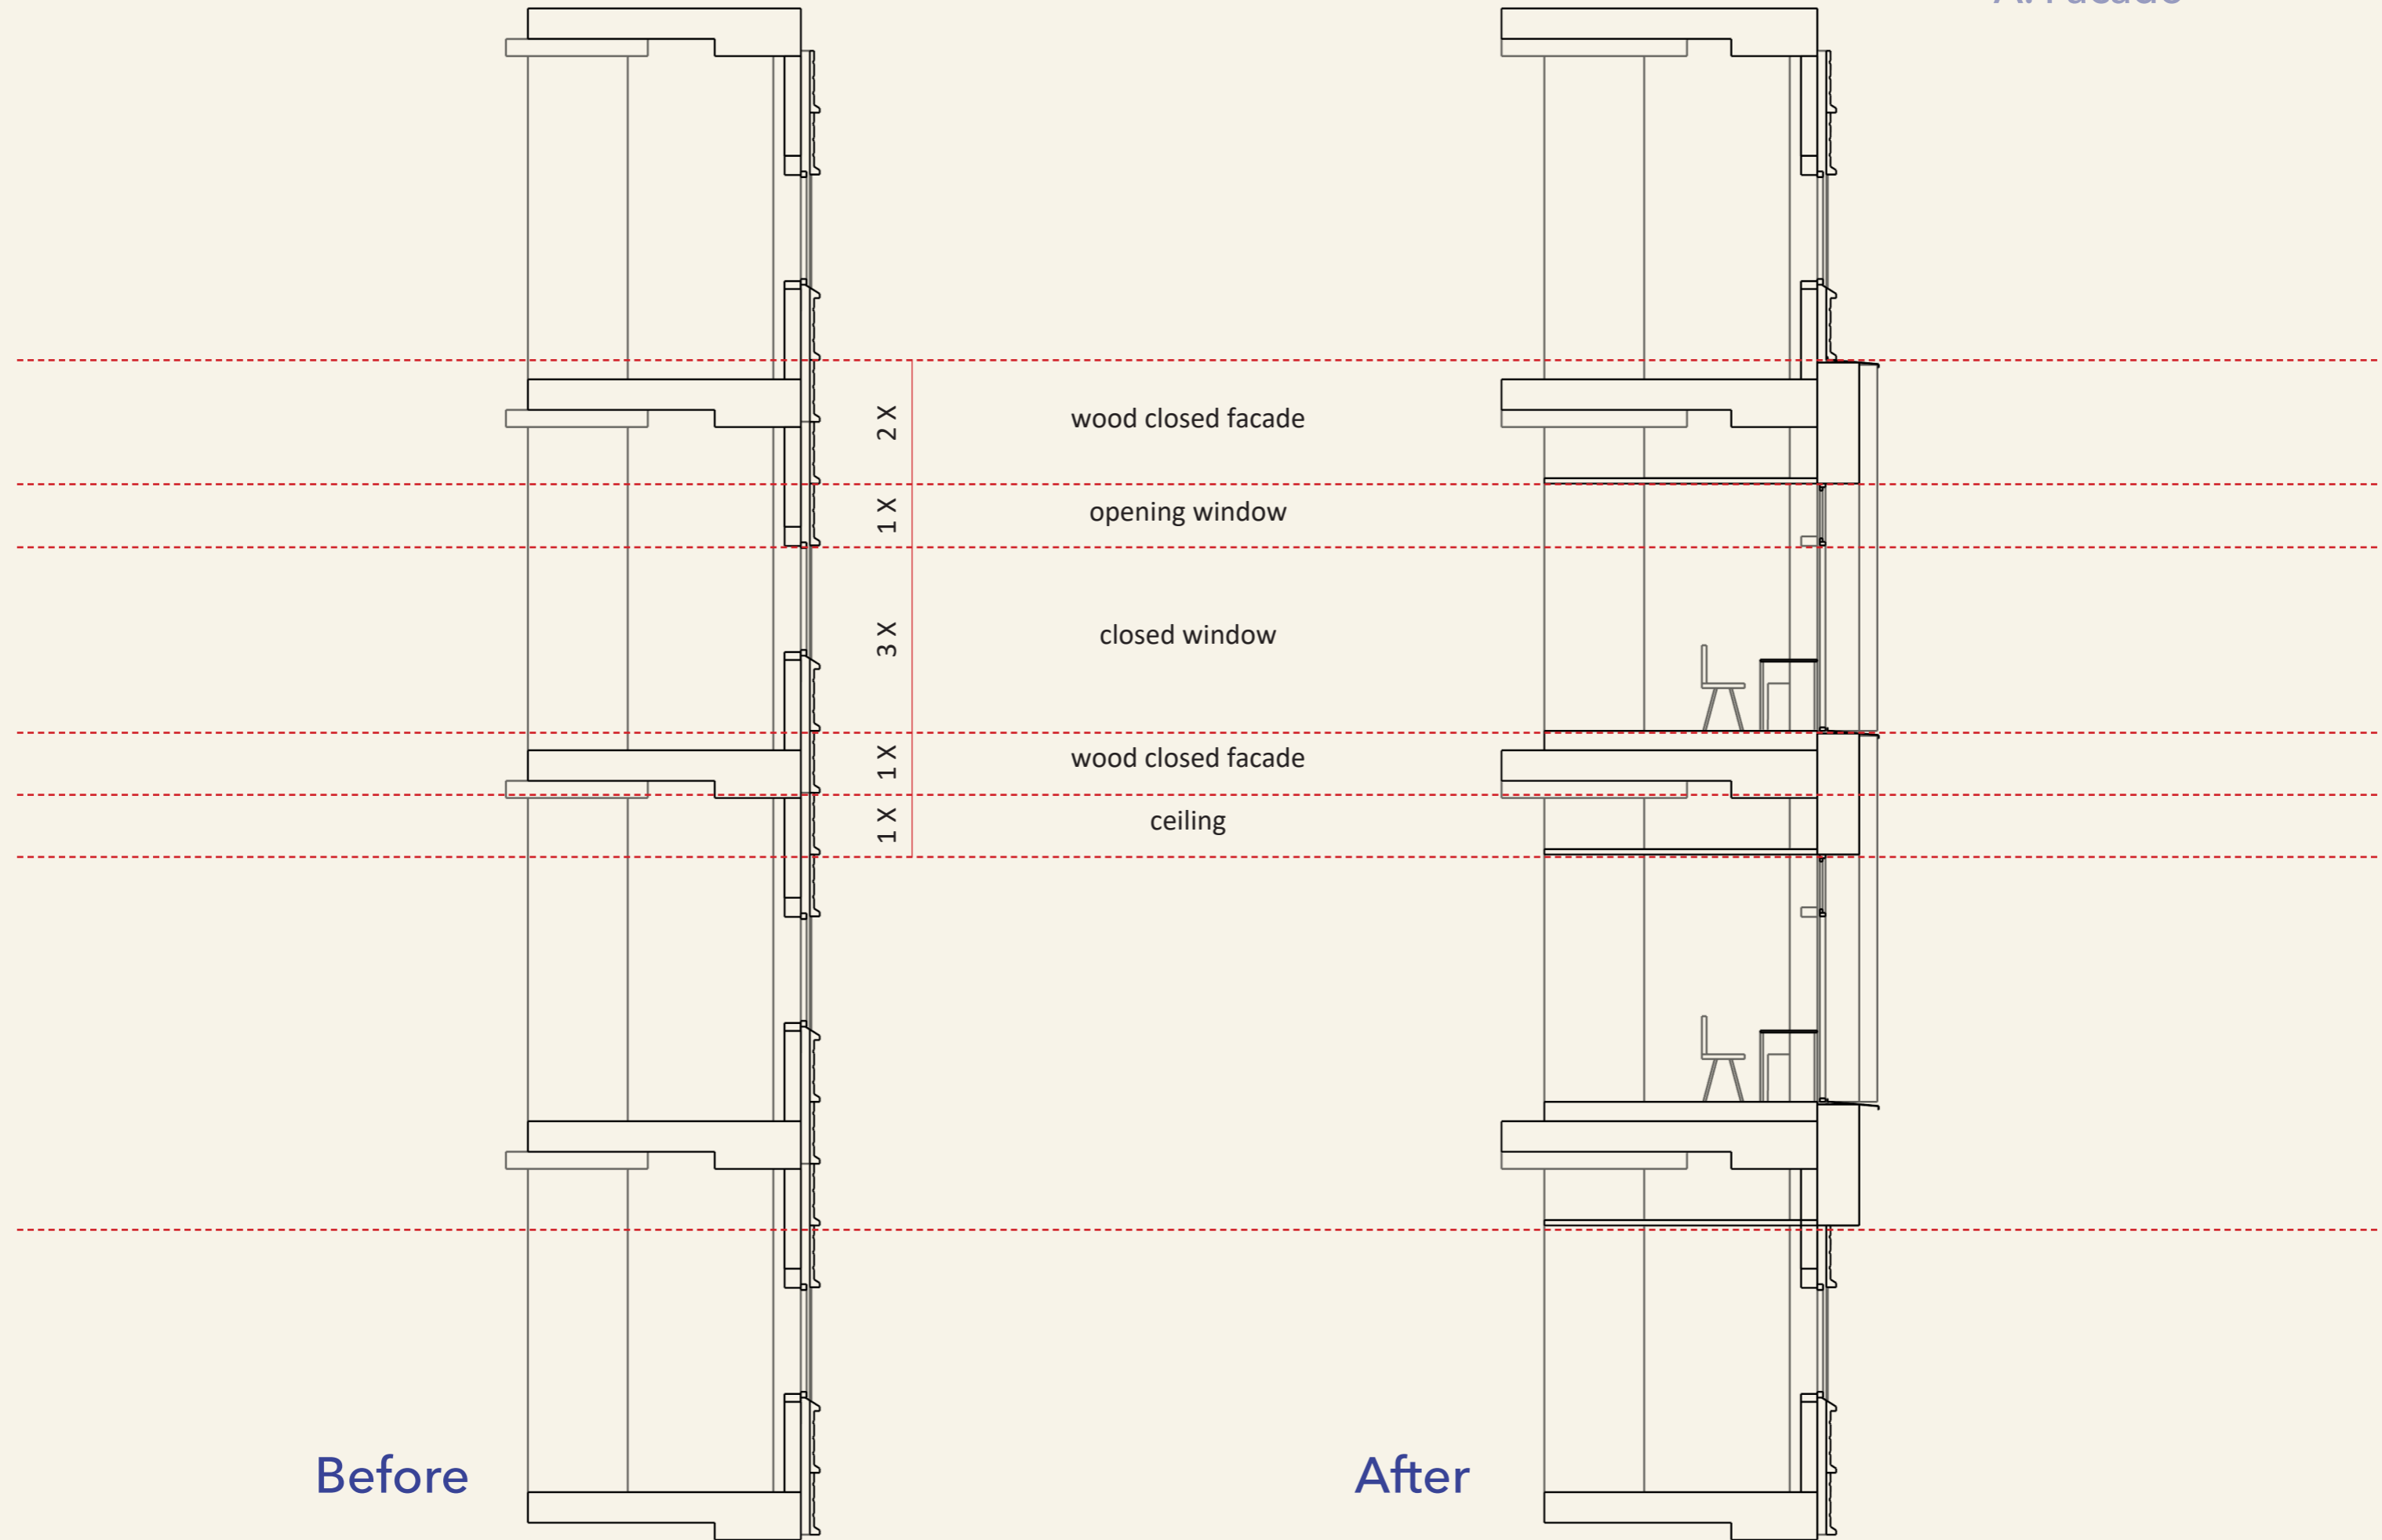 2 X
wood closed facade
1 X
opening window
3 X
closed window
1 X
wood closed facade
1 X
ceiling
Before
After